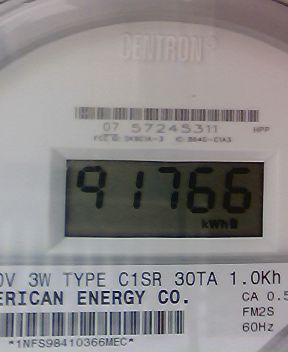 CENTRON®
07 57245311 HPP
91766
kWh
0V 3W TYPE C1SR 30TA 1.0Kh
ERICAN ENERGY CO. CA 0.5
FM2S
60Hz
*1NFS98410366MEC*